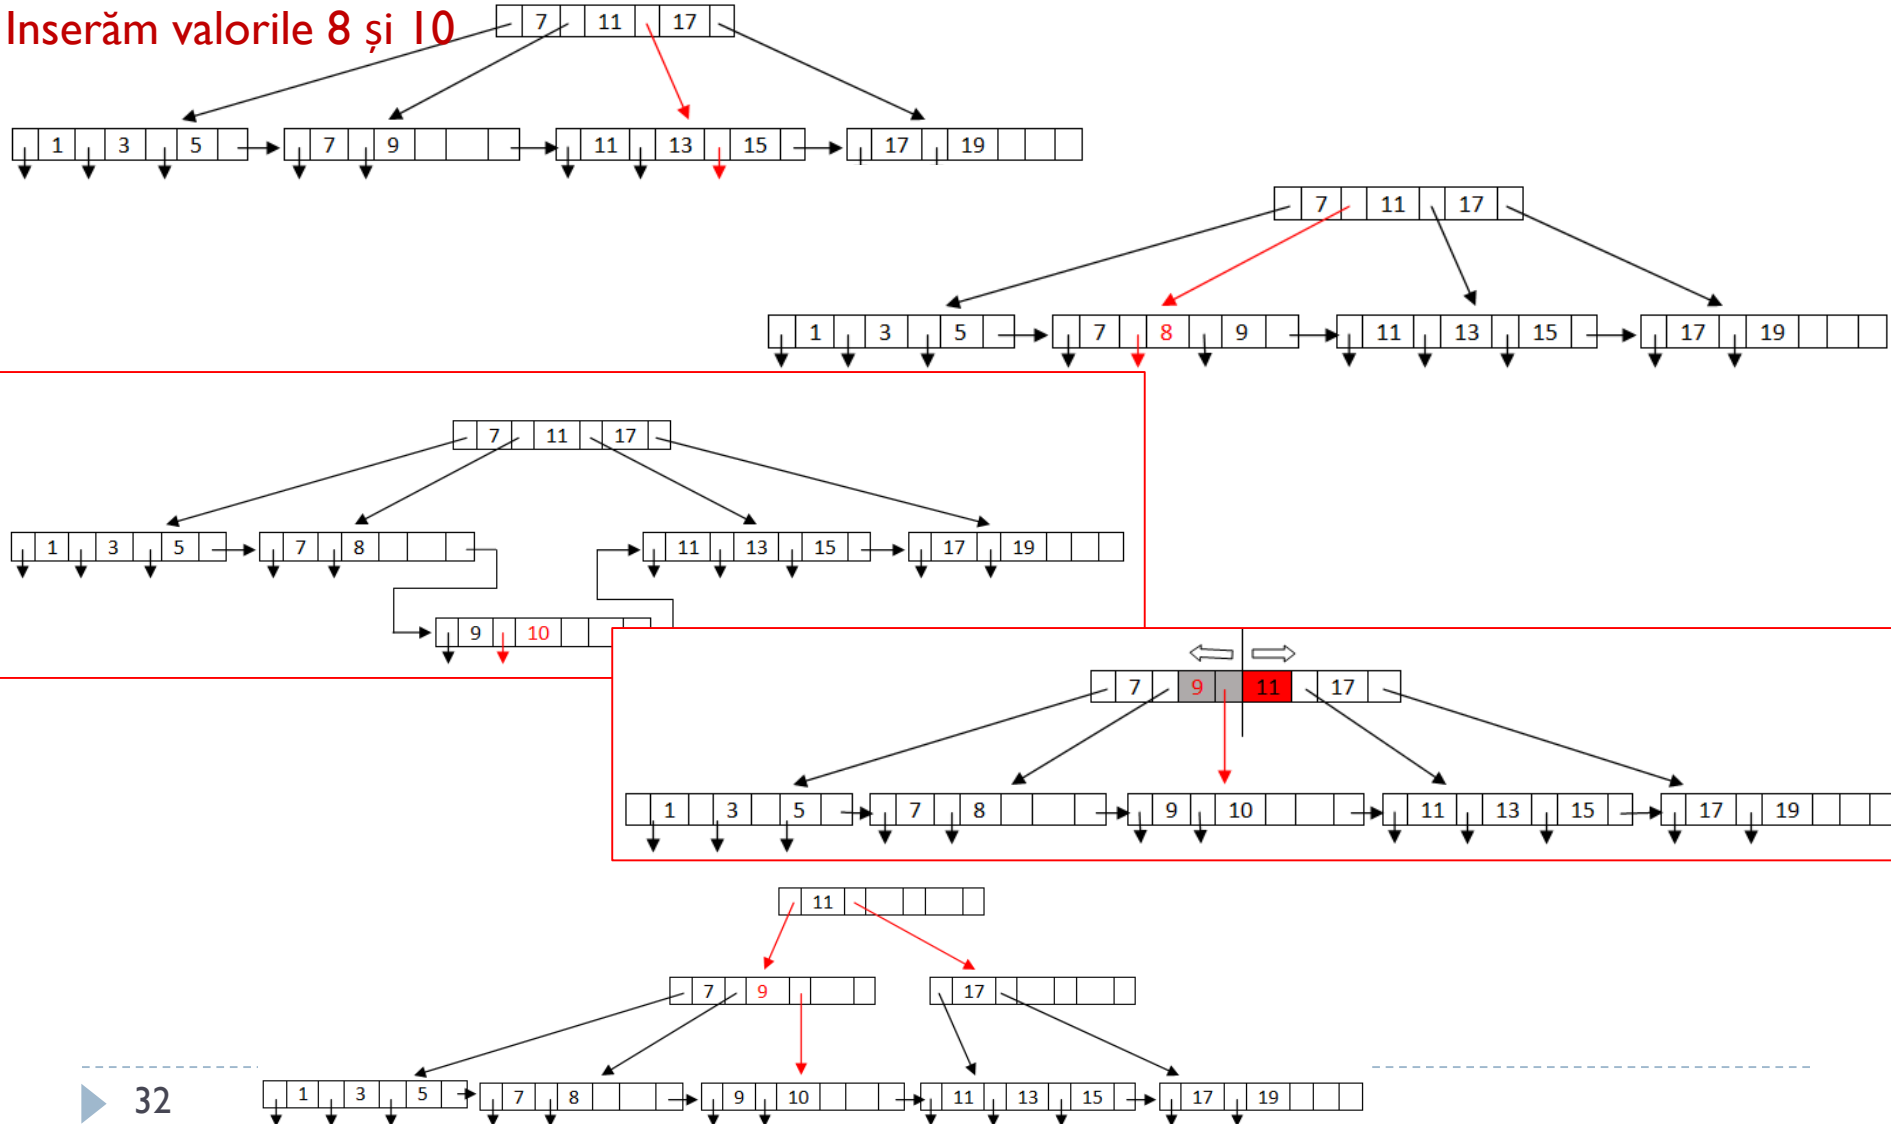 Inserăm valorile 8 și 10
7 11 17
1 3 5 7 9 11 13 15 17 19
7 11 17
1 3 5 7 8 9 11 13 15 17 19
7 11 17
1 3 5 7 8 11 13 15 17 19
9 10
7 9 11 17
1 3 5 7 8 9 10 11 13 15 17 19
11
7 9 17
1 3 5 7 8 9 10 11 13 15 17 19
32